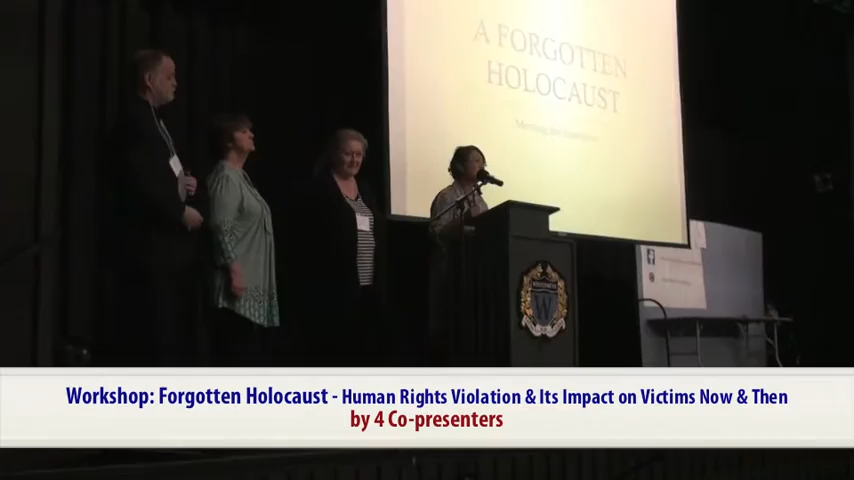 A FORGOTTEN
HOLOCAUST
W
Workshop: Forgotten Holocaust - Human Rights Violation & Its Impact on Victims Now & Then
by 4 Co-presenters